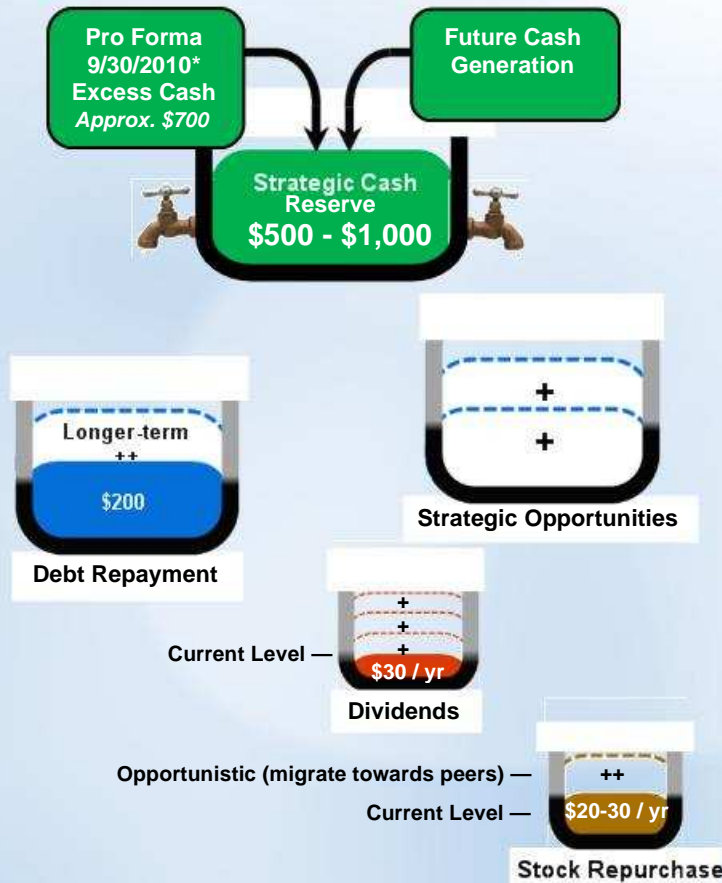 Pro Forma
9/30/2010*
Excess Cash
Approx. $700
Future Cash
Generation
Strategic Cash
Reserve
$500 - $1,000
Longer-term
++
$200
Debt Repayment
+
+
Strategic Opportunities
+
+
+
Current Level —
$30 / yr
Dividends
Opportunistic (migrate towards peers) —
++
Current Level —
$20-30 / yr
Stock Repurchase